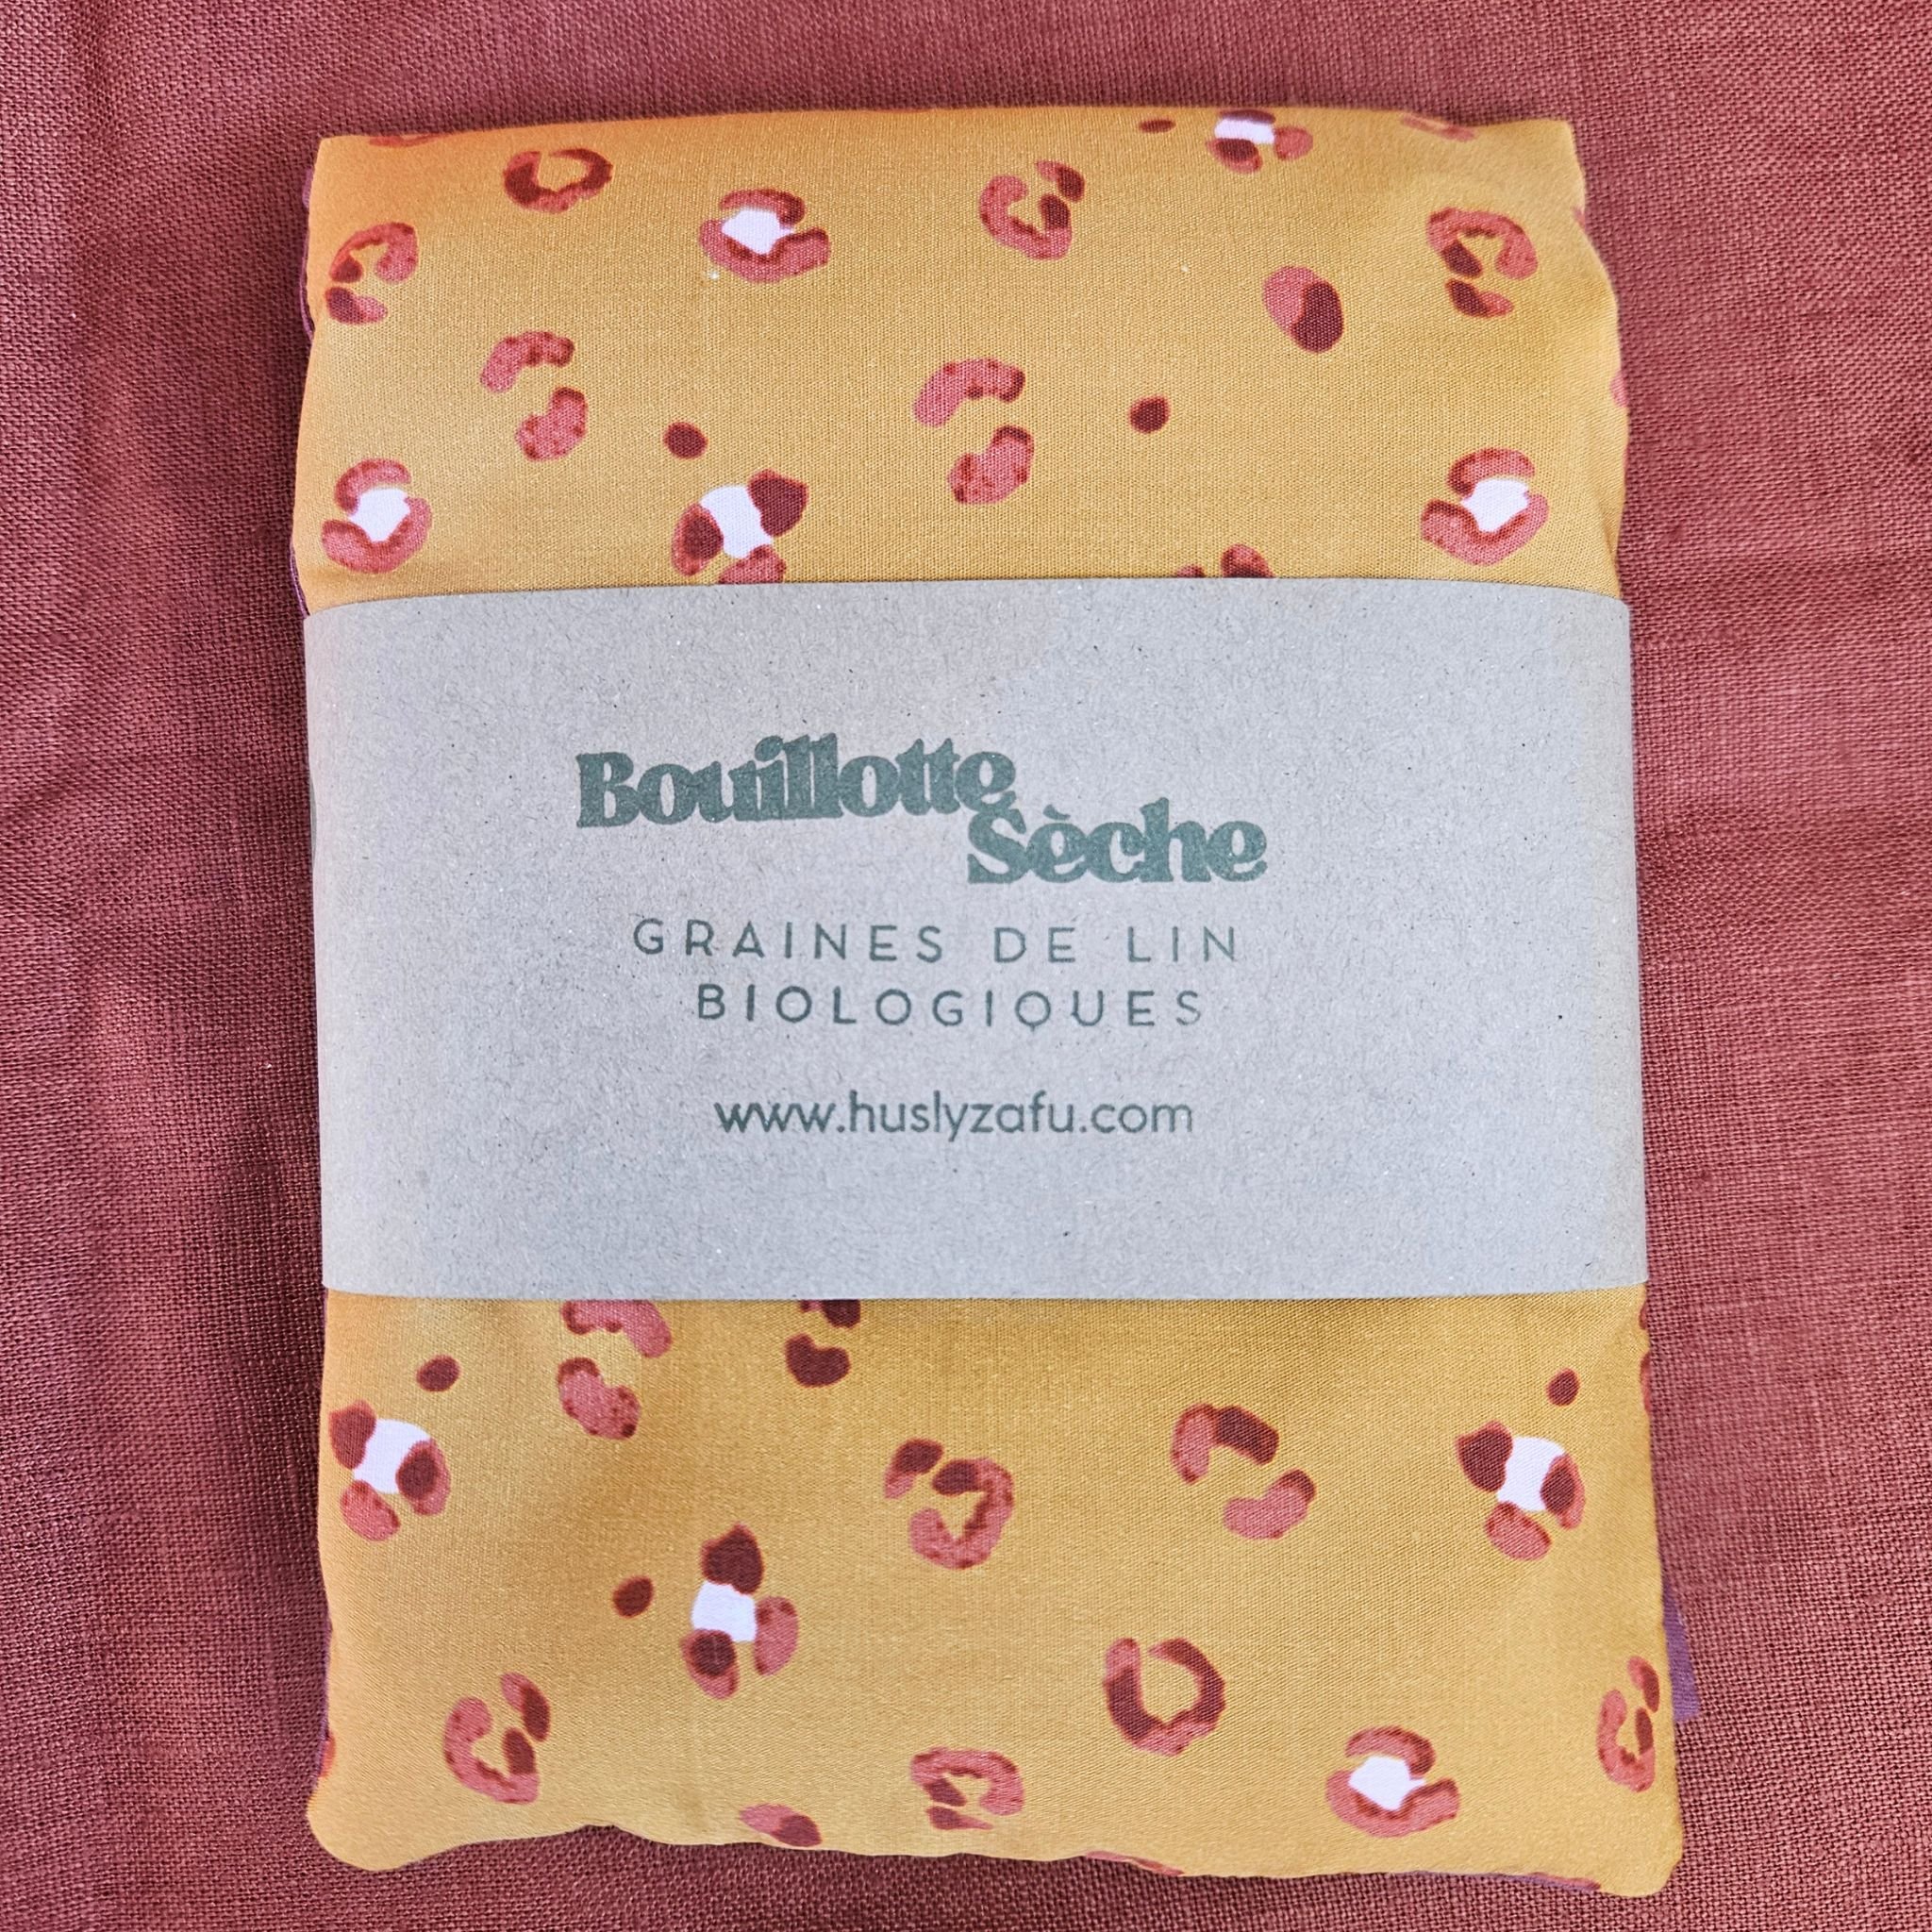 Bouillotte
Sèche
GRAINES DE LIN
BIOLOGIQUES
www.huslyzafu.com